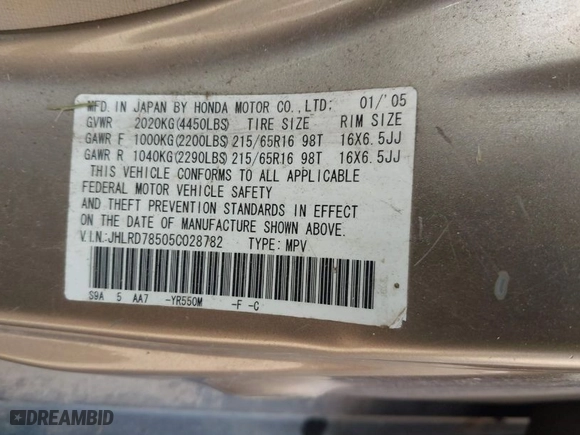 MFD. IN JAPAN BY HONDA MOTOR CO., LTD: 01/'05
GVWR 2020KG(4450LBS) TIRE SIZE RIM SIZE
GAWR F 1000KG(2200LBS) 215/65R16 98T 16X6.5JJ
GAWR R 1040KG(2290LBS) 215/65R16 98T 16X6.5JJ
THIS VEHICLE CONFORMS TO ALL APPLICABLE
FEDERAL MOTOR VEHICLE SAFETY
AND THEFT PREVENTION STANDARDS IN EFFECT
ON THE DATE OF MANUFACTURE SHOWN ABOVE.
V.I.N:JHLRD78505C028782 TYPE: MPV
S9A 5 AA7 -YR550M -F -C
DREAMBID